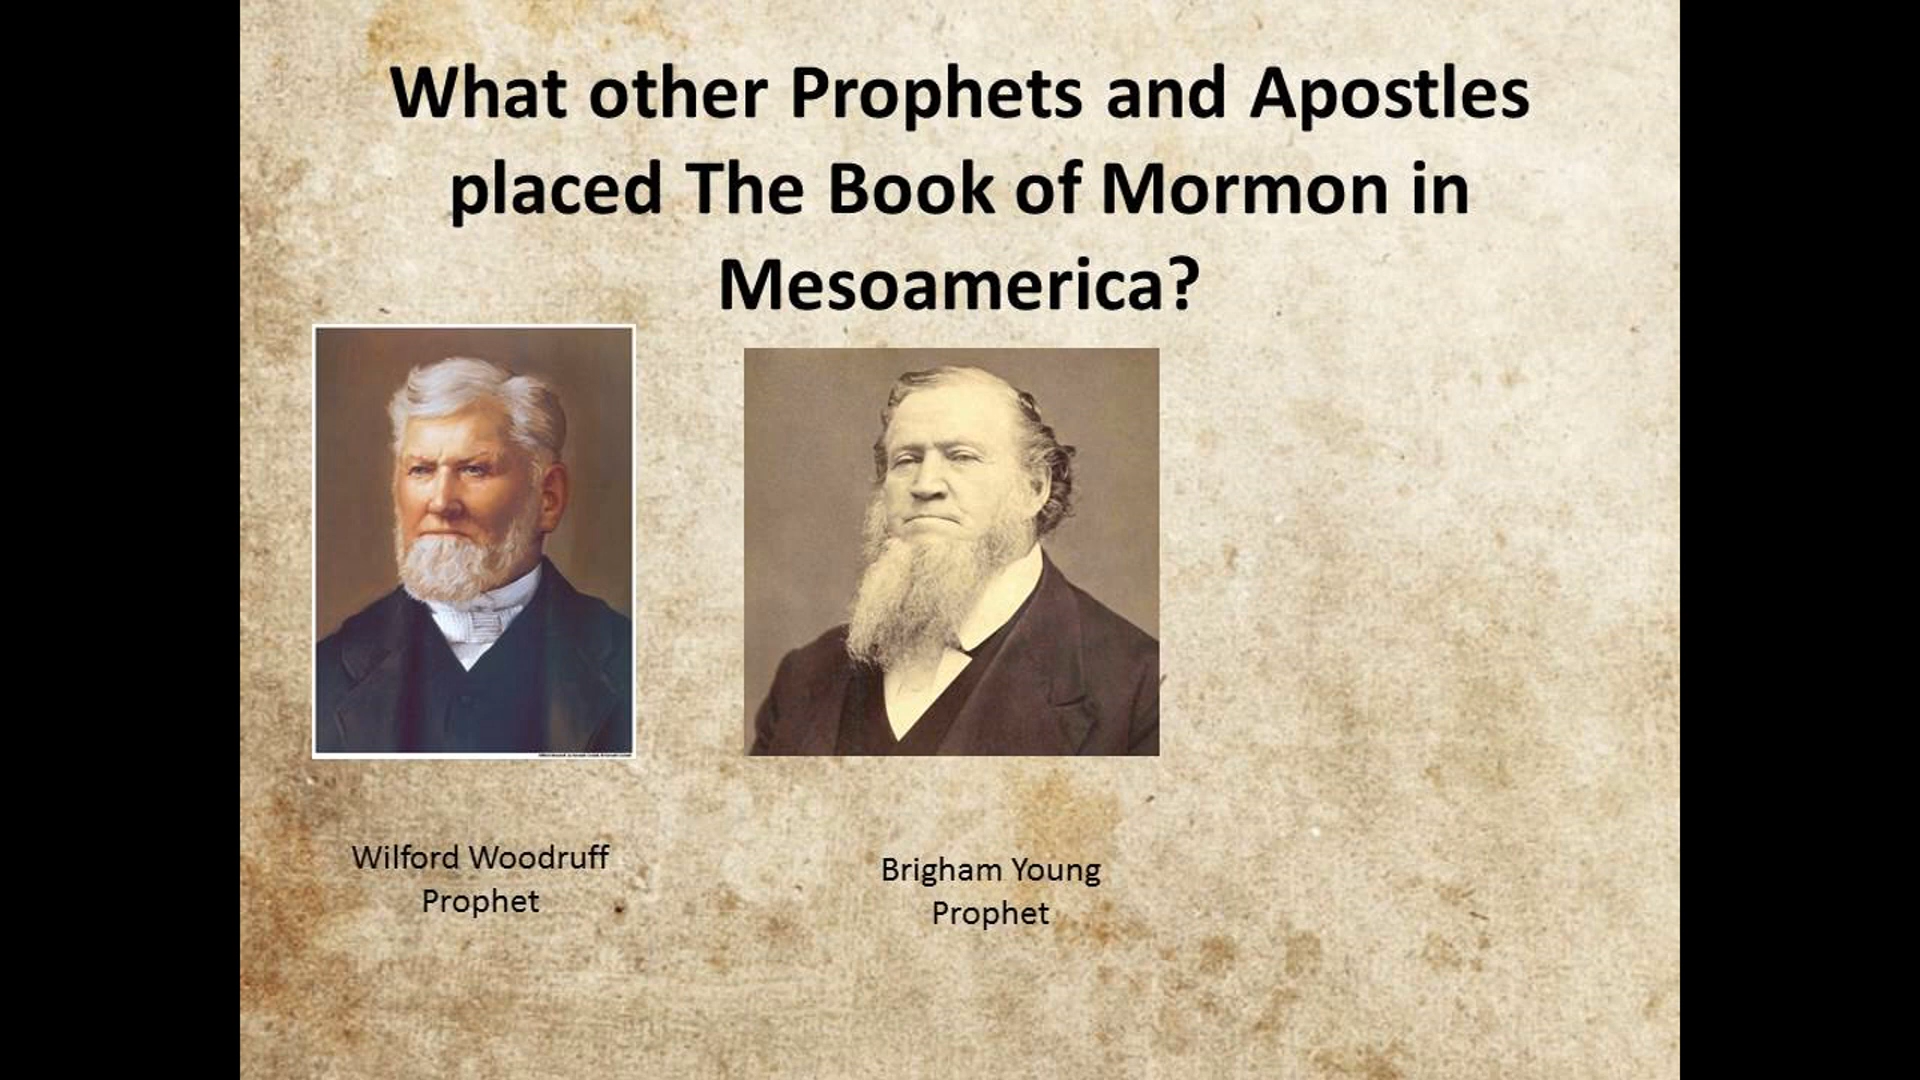 What other Prophets and Apostles
placed The Book of Mormon in
Mesoamerica?
Wilford Woodruff
Prophet
Brigham Young
Prophet